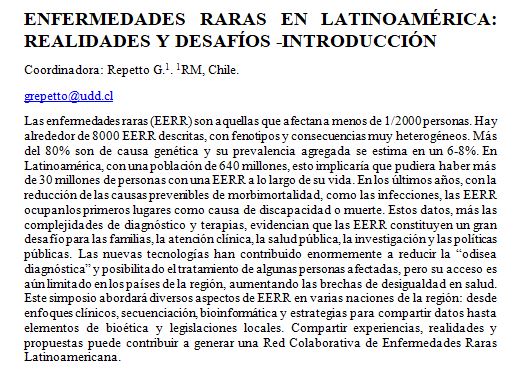 ENFERMEDADES RARAS EN LATINOAMÉRICA:
REALIDADES Y DESAFÍOS -INTRODUCCIÓN
Coordinadora: Repetto G.¹. ¹RM, Chile.
grepetto@udd.cl
Las enfermedades raras (EERR) son aquellas que afectan a menos de 1/2000 personas. Hay
alrededor de 8000 EERR descritas, con fenotipos y consecuencias muy heterogéneos. Más
del 80% son de causa genética y su prevalencia agregada se estima en un 6-8%. En
Latinoamérica, con una población de 640 millones, esto implicaría que pudiera haber más
de 30 millones de personas con una EERR a lo largo de su vida. En los últimos años, con la
reducción de las causas prevenibles de morbimortalidad, como las infecciones, las EERR
ocupan los primeros lugares como causa de discapacidad o muerte. Estos datos, más las
complejidades de diagnóstico y terapias, evidencian que las EERR constituyen un gran
desafío para las familias, la atención clínica, la salud pública, la investigación y las políticas
públicas. Las nuevas tecnologías han contribuido enormemente a reducir la “odisea
diagnóstica” y posibilitado el tratamiento de algunas personas afectadas, pero su acceso es
aún limitado en los países de la región, aumentando las brechas de desigualdad en salud.
Este simposio abordará diversos aspectos de EERR en varias naciones de la región: desde
enfoques clínicos, secuenciación, bioinformática y estrategias para compartir datos hasta
elementos de bioética y legislaciones locales. Compartir experiencias, realidades y
propuestas puede contribuir a generar una Red Colaborativa de Enfermedades Raras
Latinoamericana.